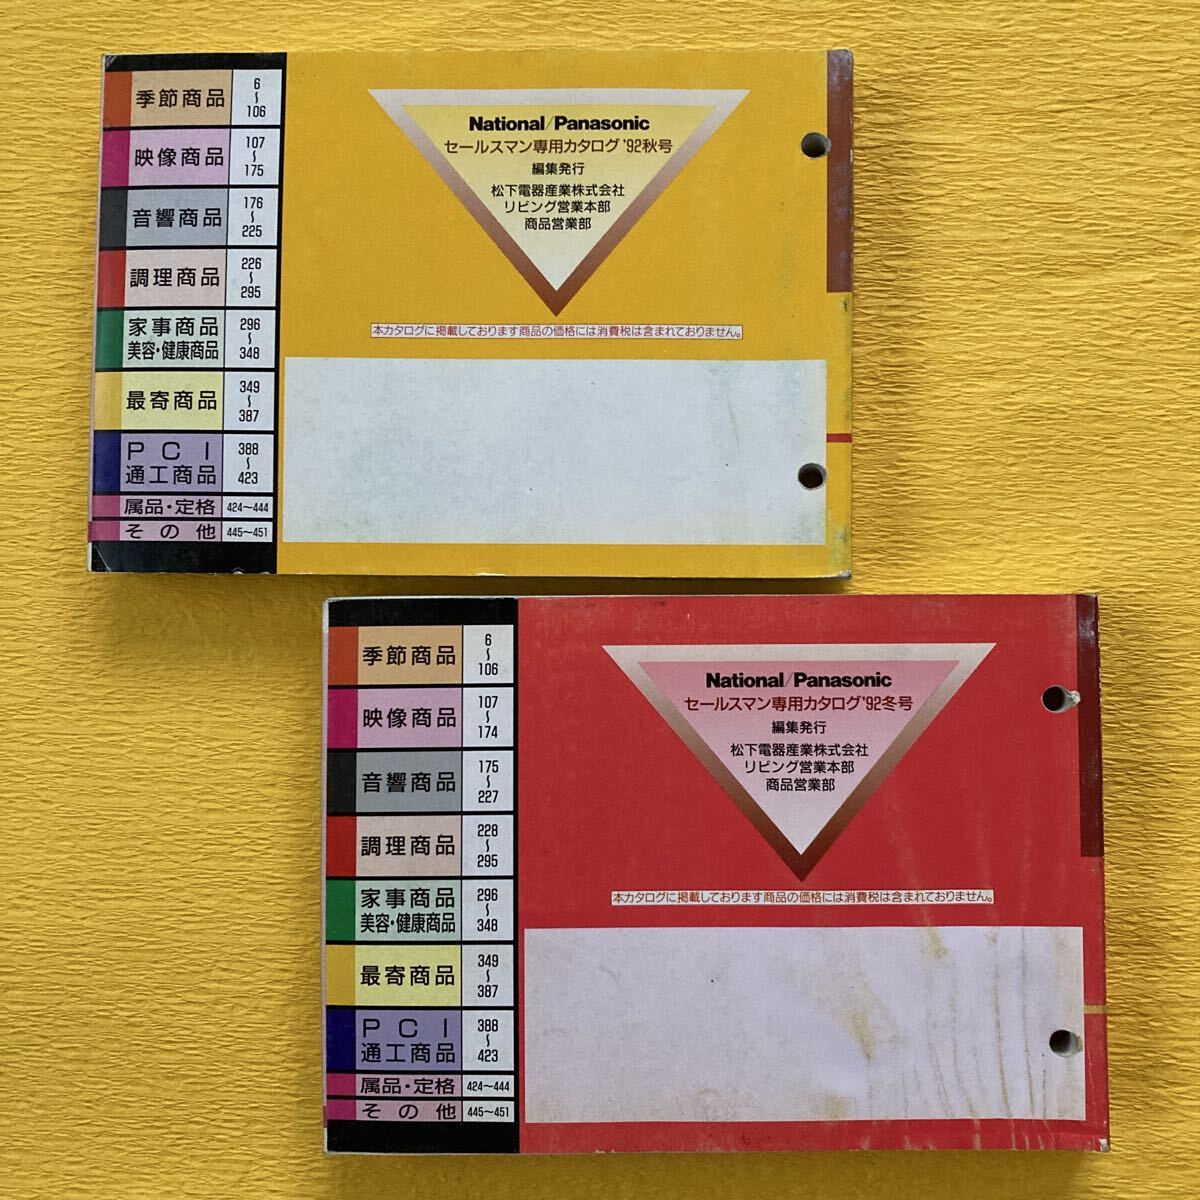 季節商品 6〜106
映像商品 107〜175
音響商品 176〜225
調理商品 226〜295
家事商品
美容・健康商品 296〜348
最寄商品 349〜387
PCI
通工商品 388〜423
属品・定格 424〜444
その他 445〜451
National/Panasonic
セールスマン専用カタログ '92秋号
編集発行
松下電器産業株式会社
リビング営業本部
商品営業部
本カタログに掲載しております商品の価格には消費税は含まれておりません。
季節商品 6〜106
映像商品 107〜174
音響商品 175〜227
調理商品 228〜295
家事商品
美容・健康商品 296〜348
最寄商品 349〜387
PCI
通工商品 388〜423
属品・定格 424〜444
その他 445〜451
National/Panasonic
セールスマン専用カタログ '92冬号
編集発行
松下電器産業株式会社
リビング営業本部
商品営業部
本カタログに掲載しております商品の価格には消費税は含まれておりません。